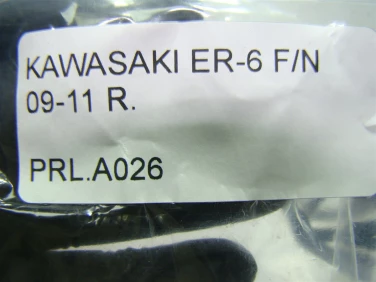 KAWASAKI ER-6 F/N
09-11 R.
PRL.A026